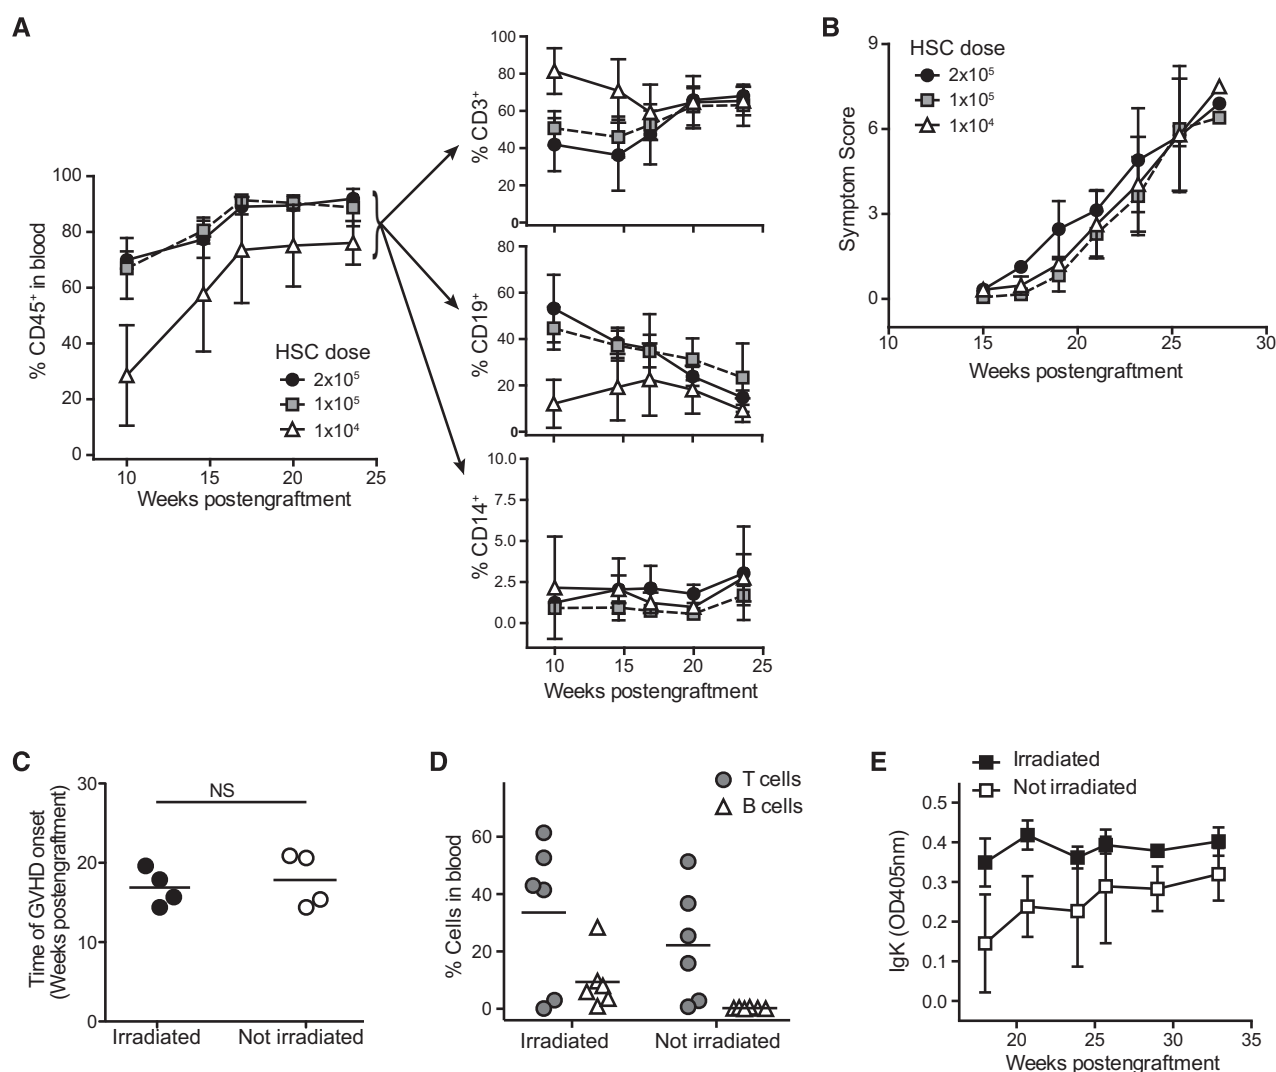 A
% CD45⁺ in blood
100
80
60
40
20
0
10
15
20
25
Weeks postengraftment
HSC dose
2x10⁵
1x10⁵
1x10⁴
% CD3⁺
100
80
60
40
20
0
% CD19⁺
80
60
40
20
0
% CD14⁺
10.0
7.5
5.0
2.5
0.0
10
15
20
25
Weeks postengraftment
B
Symptom Score
9
6
3
0
HSC dose
2x10⁵
1x10⁵
1x10⁴
10
15
20
25
30
Weeks postengraftment
C
Time of GVHD onset
(Weeks postengraftment)
30
20
10
0
NS
Irradiated
Not irradiated
D
% Cells in blood
60
40
20
0
T cells
B cells
Irradiated
Not irradiated
E
Irradiated
Not irradiated
IgK (OD405nm)
0.5
0.4
0.3
0.2
0.1
0.0
20
25
30
35
Weeks postengraftment